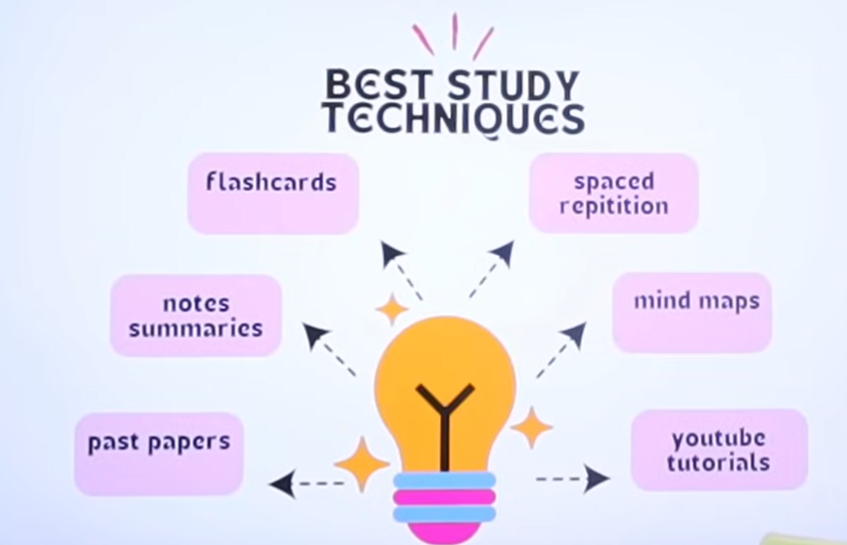 BEST STUDY
TECHNIQUES
flashcards
spaced
repitition
notes
summaries
mind maps
past papers
youtube
tutorials